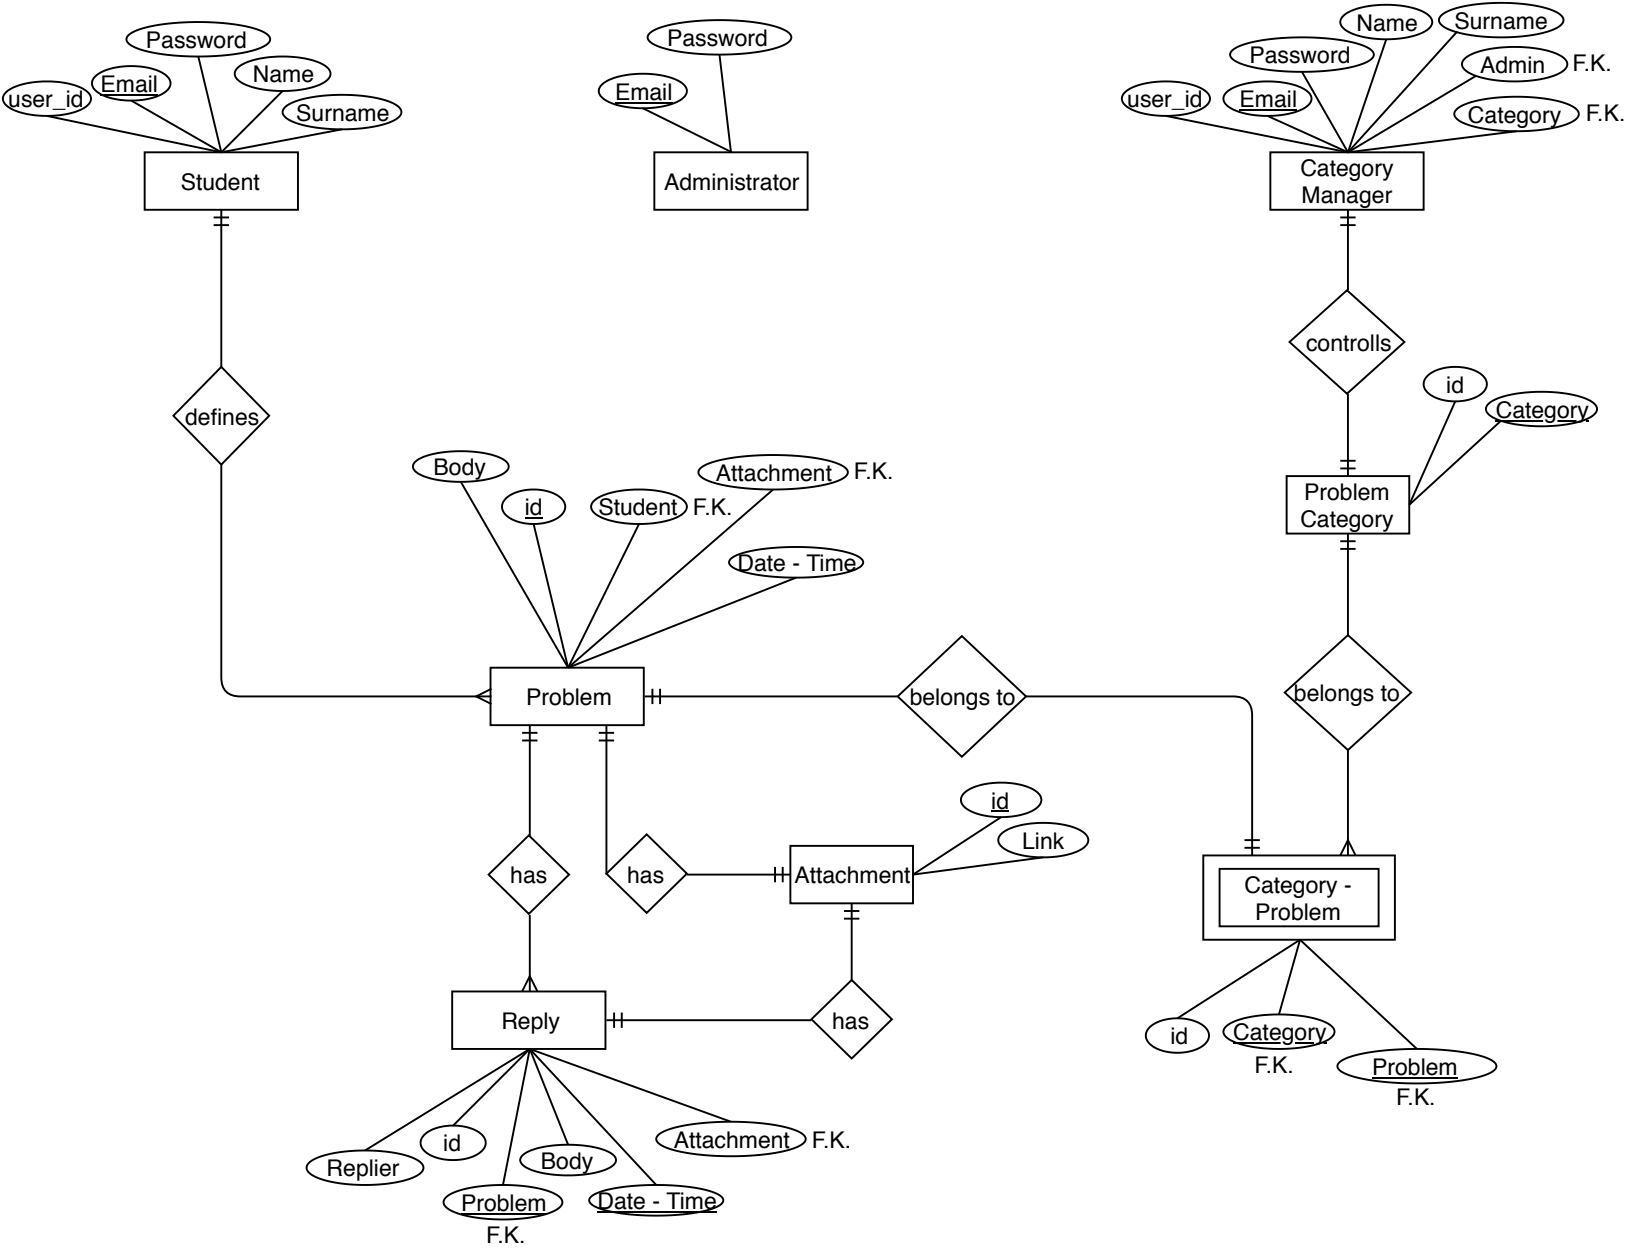 Password
Email
Name
user_id
Surname
Student
Password
Email
Administrator
Name
Surname
Password
Admin
F.K.
user_id
Email
Category
F.K.
Category
Manager
controlls
id
Category
Problem
Category
defines
Body
id
Student
F.K.
Attachment
F.K.
Date - Time
Problem
belongs to
belongs to
id
Link
has
has
Attachment
Category -
Problem
Reply
has
id
Category
F.K.
Problem
F.K.
Replier
id
Problem
F.K.
Body
Date - Time
Attachment
F.K.